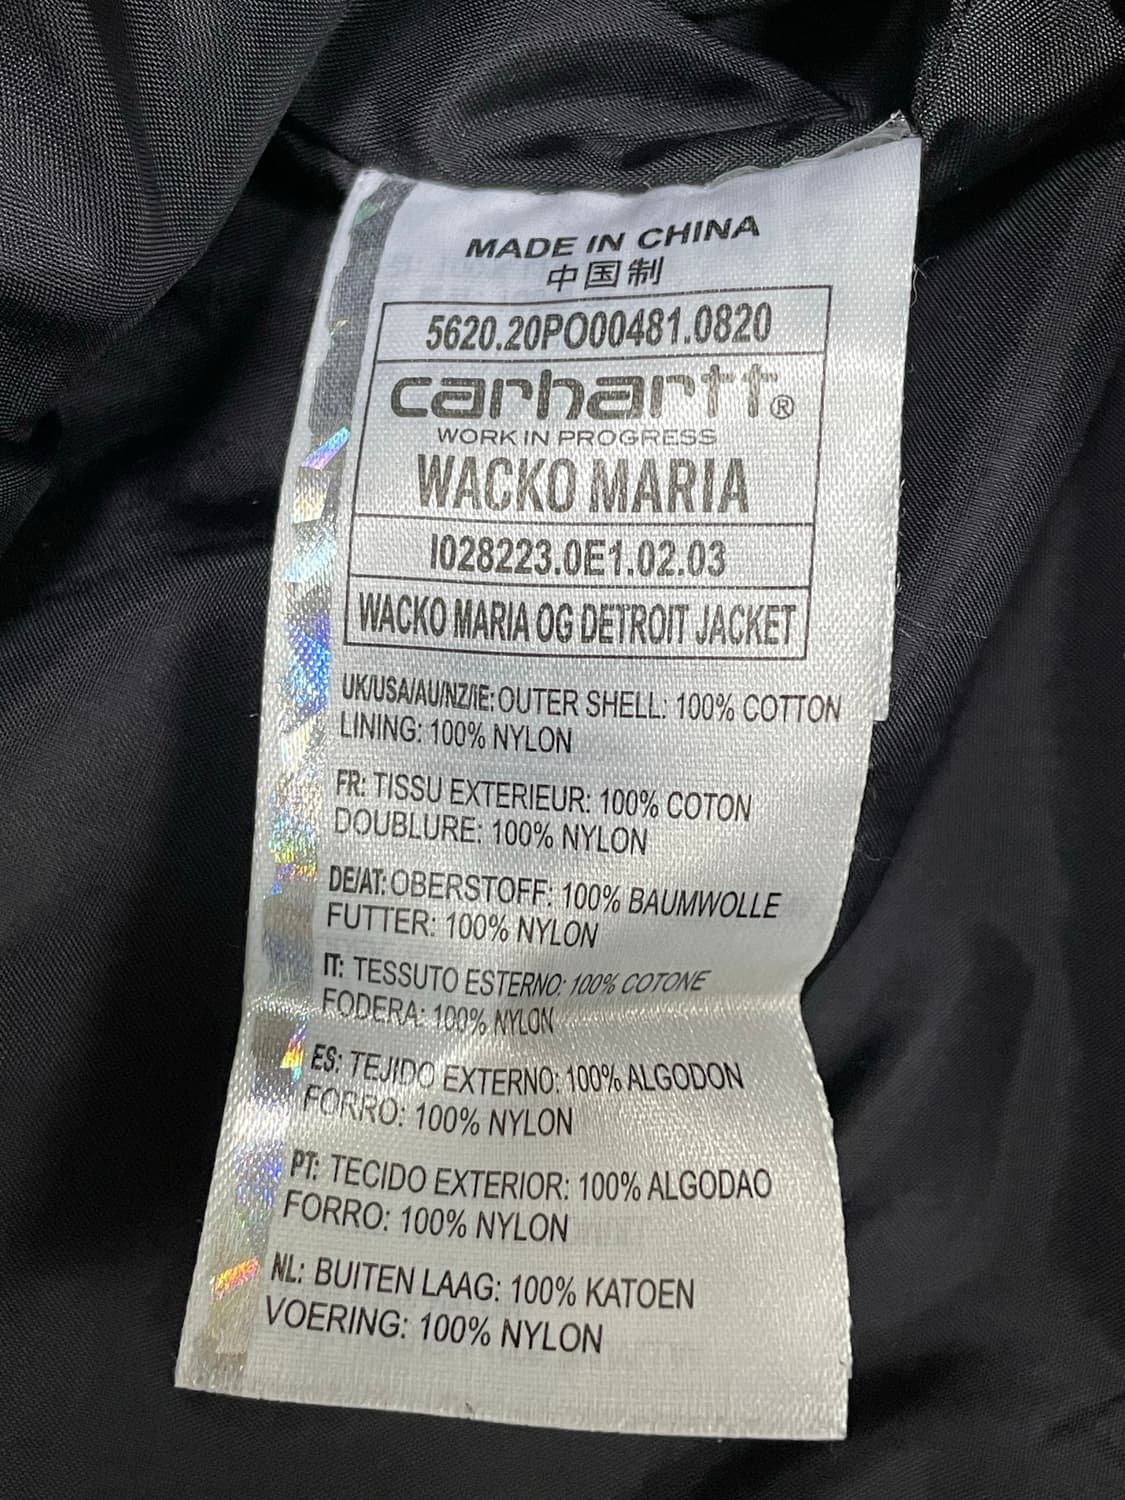 MADE IN CHINA
中国制
5620.20PO00481.0820
carhartt®
WORK IN PROGRESS
WACKO MARIA
I028223.0E1.02.03
WACKO MARIA OG DETROIT JACKET
UK/USA/AU/NZ/IE: OUTER SHELL: 100% COTTON
LINING: 100% NYLON
FR: TISSU EXTERIEUR: 100% COTON
DOUBLURE: 100% NYLON
DE/AT: OBERSTOFF: 100% BAUMWOLLE
FUTTER: 100% NYLON
IT: TESSUTO ESTERNO: 100% COTONE
FODERA: 100% NYLON
ES: TEJIDO EXTERNO: 100% ALGODON
FORRO: 100% NYLON
PT: TECIDO EXTERIOR: 100% ALGODAO
FORRO: 100% NYLON
NL: BUITEN LAAG: 100% KATOEN
VOERING: 100% NYLON